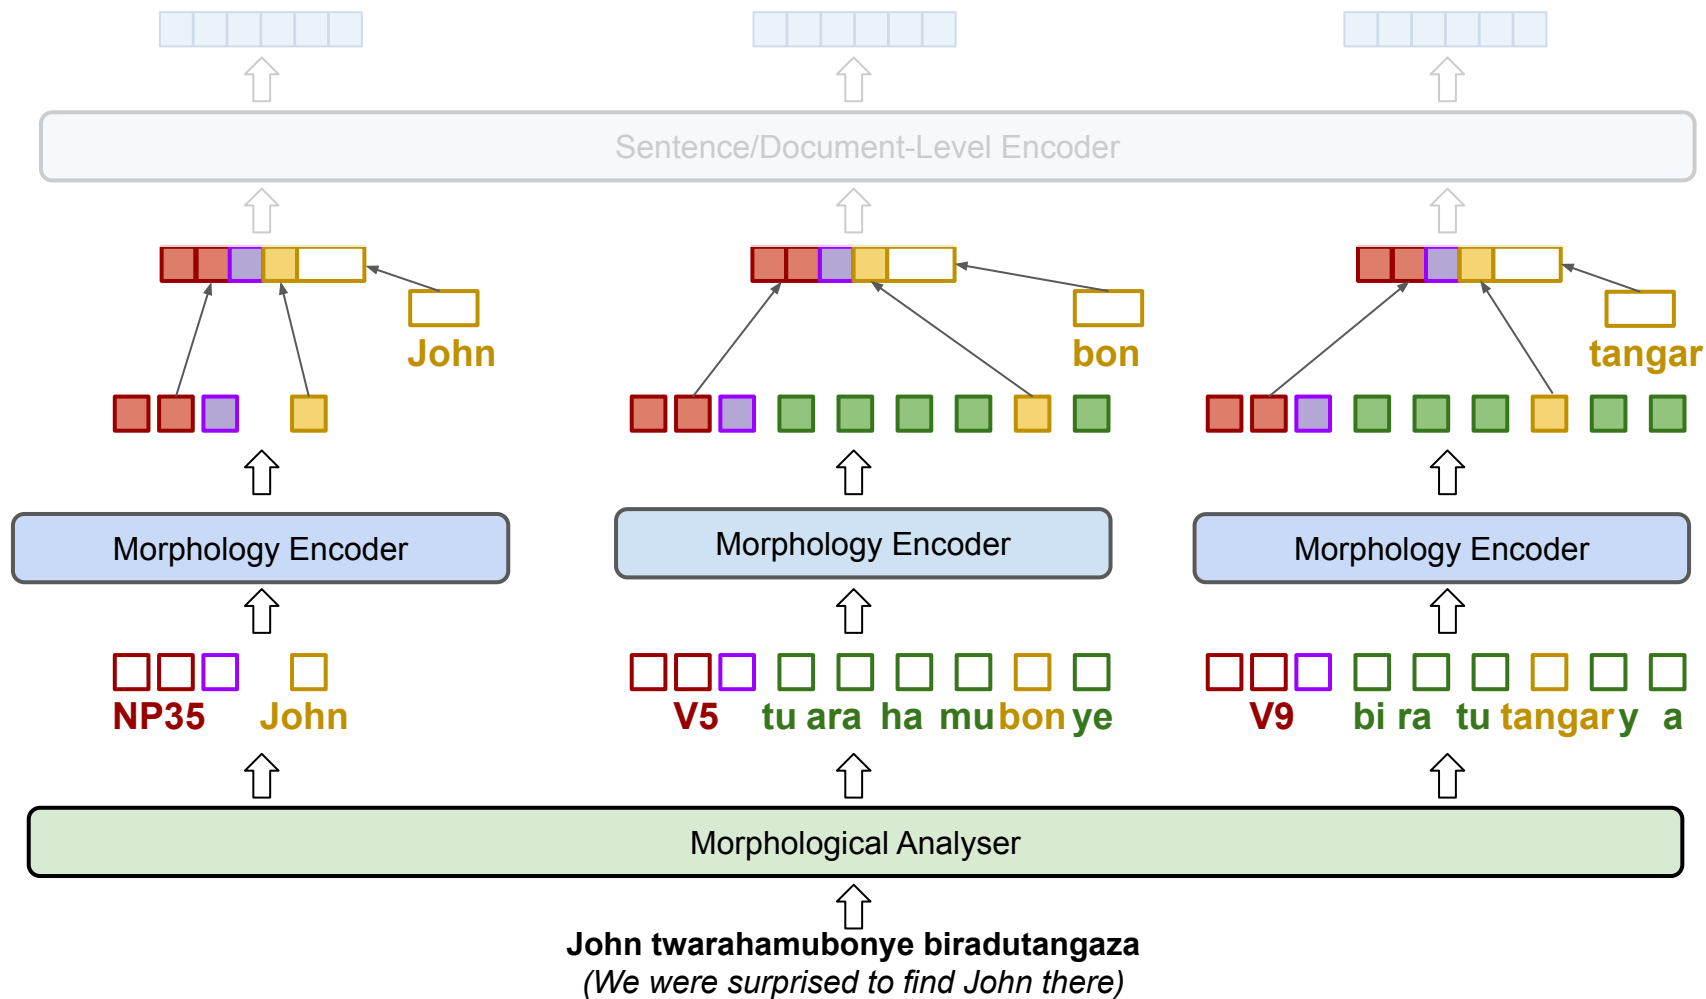 Sentence/Document-Level Encoder
John bon tangar
Morphology Encoder Morphology Encoder Morphology Encoder
NP35 John V5 tu ara ha mu bon ye V9 bi ra tu tangar y a
Morphological Analyser
John twarahamubonye biradutangaza
(We were surprised to find John there)